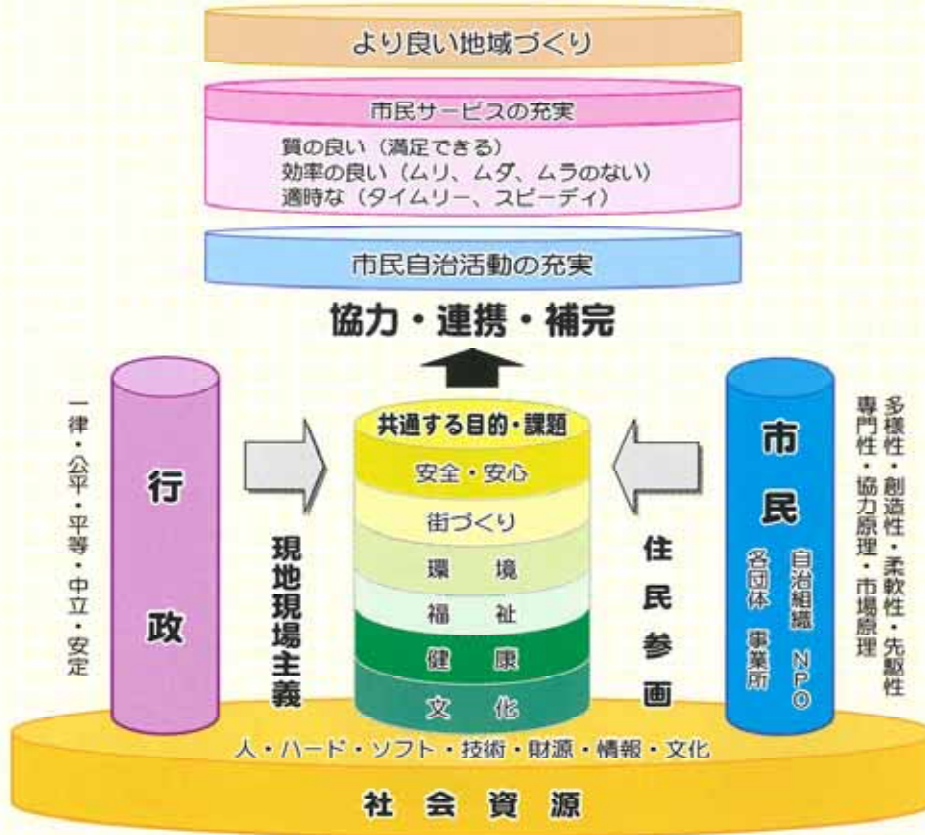 より良い地域づくり
市民サービスの充実
質の良い（満足できる）
効率の良い（ムリ、ムダ、ムラのない）
適時な（タイムリー、スピーディ）
市民自治活動の充実
協力・連携・補完
一律・公平・平等・中立・安定
行政
現地現場主義
共通する目的・課題
安全・安心
街づくり
環境
福祉
健康
文化
住民参画
市民
自治組織 NPO
各団体 事業所
多様性・創造性・柔軟性・先駆性
専門性・協力原理・市場原理
人・ハード・ソフト・技術・財源・情報・文化
社会資源